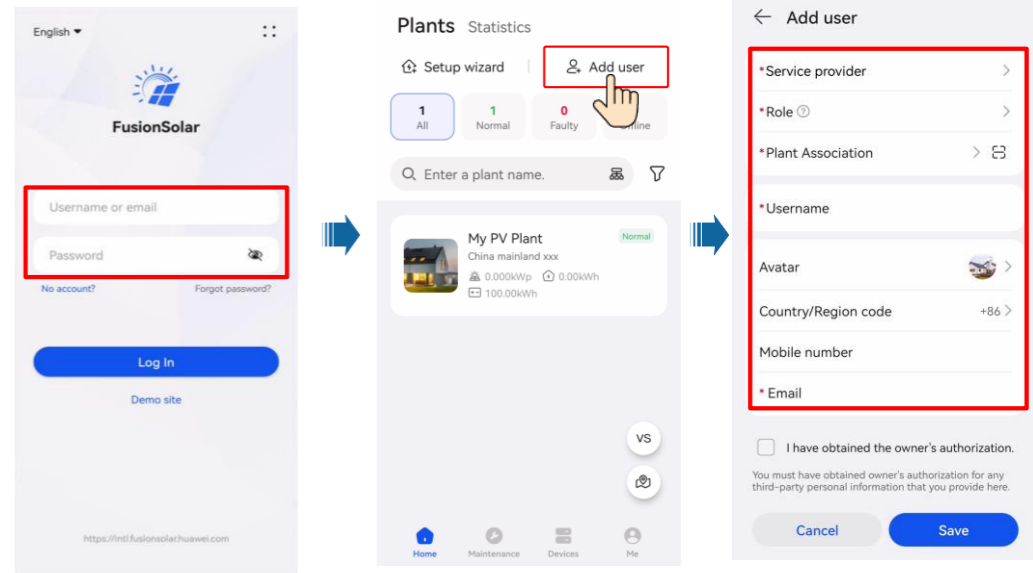 English
FusionSolar
Username or email
Password
No account? Forgot password?
Log In
Demo site
https://intl.fusionsolar.huawei.com
Plants Statistics
Setup wizard Add user
1 1 0
All Normal Faulty
Enter a plant name.
My PV Plant Normal
China mainland xxx
0.000kWp 0.00kWh
100.00kWh
VS
Home Maintenance Devices Me
Add user
*Service provider
*Role
*Plant Association
*Username
Avatar
Country/Region code +86
Mobile number
* Email
I have obtained the owner's authorization.
You must have obtained owner's authorization for any
third-party personal information that you provide here.
Cancel Save